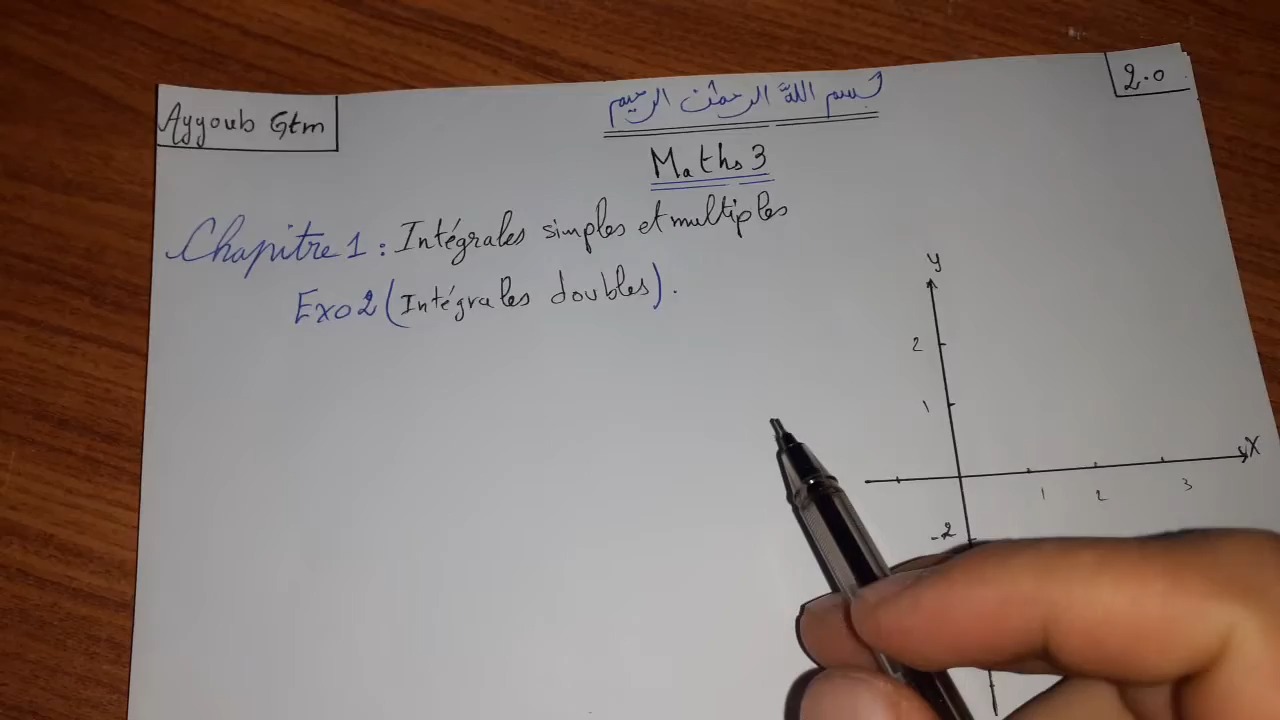 Ayyoub Gtm
بسم الله الرحمٰن الرحيم
2.0
Maths 3
Chapitre 1 : Intégrales simples et multiples
Exo 2 (Intégrales doubles).
y
2
1
X
1 2 3
-2